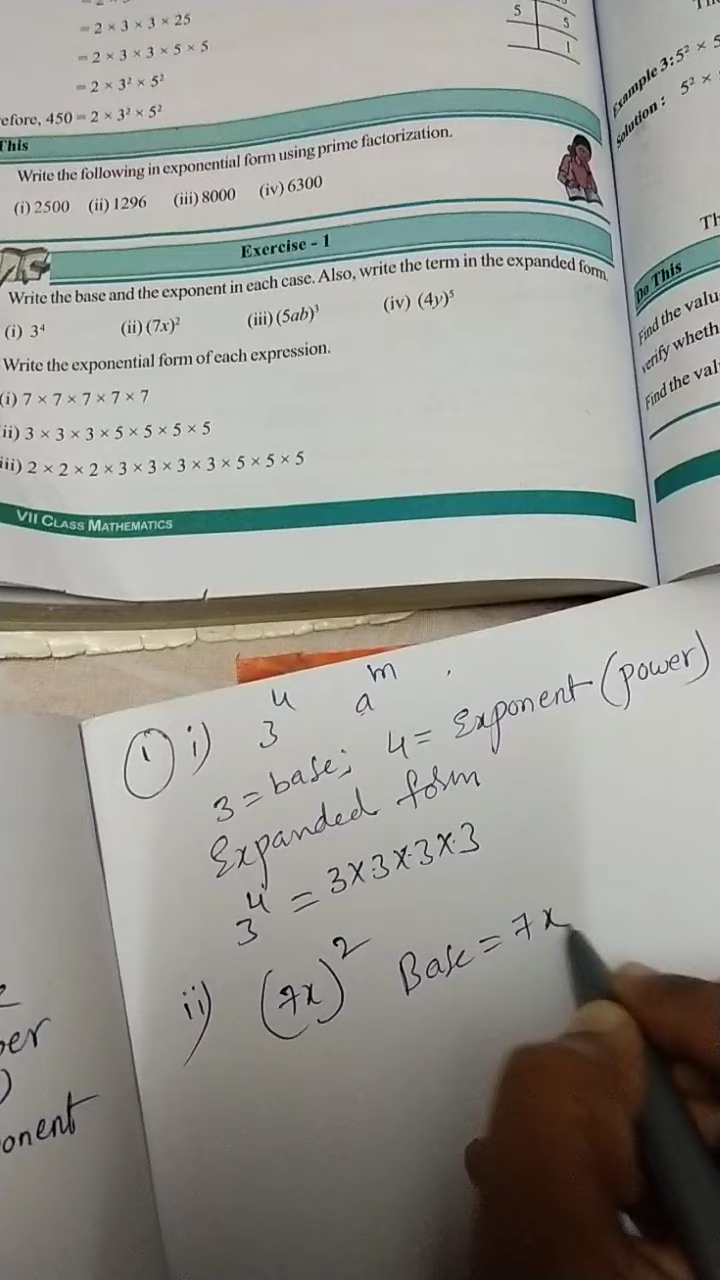 = 2 × 3 × 3 × 25
= 2 × 3 × 3 × 5 × 5
= 2 × 3² × 5²
efore, 450 = 2 × 3² × 5²
5 5
1
This
Write the following in exponential form using prime factorization.
(i) 2500 (ii) 1296 (iii) 8000 (iv) 6300
Exercise - 1
Write the base and the exponent in each case. Also, write the term in the expanded form.
(i) 3⁴ (ii) (7x)² (iii) (5ab)³ (iv) (4y)⁵
Write the exponential form of each expression.
(i) 7 × 7 × 7 × 7 × 7
ii) 3 × 3 × 3 × 5 × 5 × 5 × 5
iii) 2 × 2 × 2 × 3 × 3 × 3 × 3 × 5 × 5 × 5
VII CLASS MATHEMATICS
Example 3: 5² × 5
Solution : 5² ×
Th
Do This
Find the valu
verify wheth
Find the val
① i) 3⁴ aᵐ
3 = base; 4 = Exponent (power)
Expanded form
3⁴ = 3×3×3×3
ii) (7x)² Base = 7x
onent